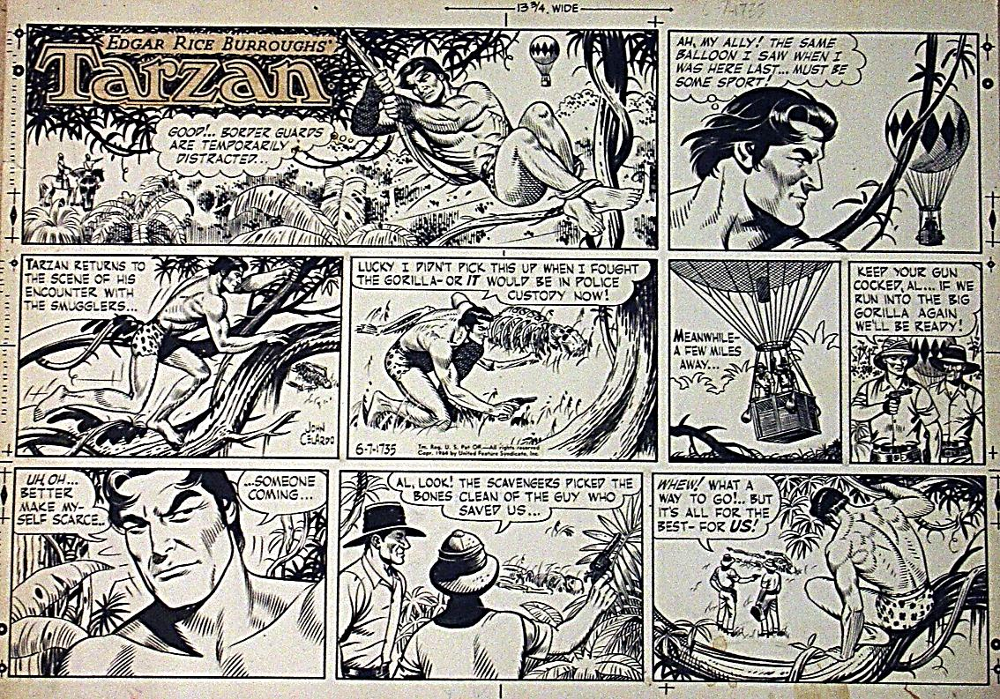 13 3/4. WIDE
EDGAR RICE BURROUGHS'
Tarzan
GOOD!.. BORDER GUARDS
ARE TEMPORARILY
DISTRACTED...
AH, MY ALLY! THE SAME
BALLOON I SAW WHEN I
WAS HERE LAST... MUST BE
SOME SPORT!
TARZAN RETURNS TO
THE SCENE OF HIS
ENCOUNTER WITH
THE SMUGGLERS...
JOHN
CELARDO
LUCKY I DIDN'T PICK THIS UP WHEN I FOUGHT
THE GORILLA-OR IT WOULD BE IN POLICE
CUSTODY NOW!
6-7-1735
Tm. Reg. U. S. Pat Off.—All rights reserved
Copr. 1964 by United Feature Syndicate, Inc.
MEANWHILE-
A FEW MILES
AWAY...
KEEP YOUR GUN
COCKED, AL... IF WE
RUN INTO THE BIG
GORILLA AGAIN
WE'LL BE READY!
UH, OH...
BETTER
MAKE MY-
SELF SCARCE..
...SOMEONE
COMING...
AL, LOOK! THE SCAVENGERS PICKED THE
BONES CLEAN OF THE GUY WHO
SAVED US...
WHEW! WHAT A
WAY TO GO!.. BUT
IT'S ALL FOR THE
BEST- FOR US!